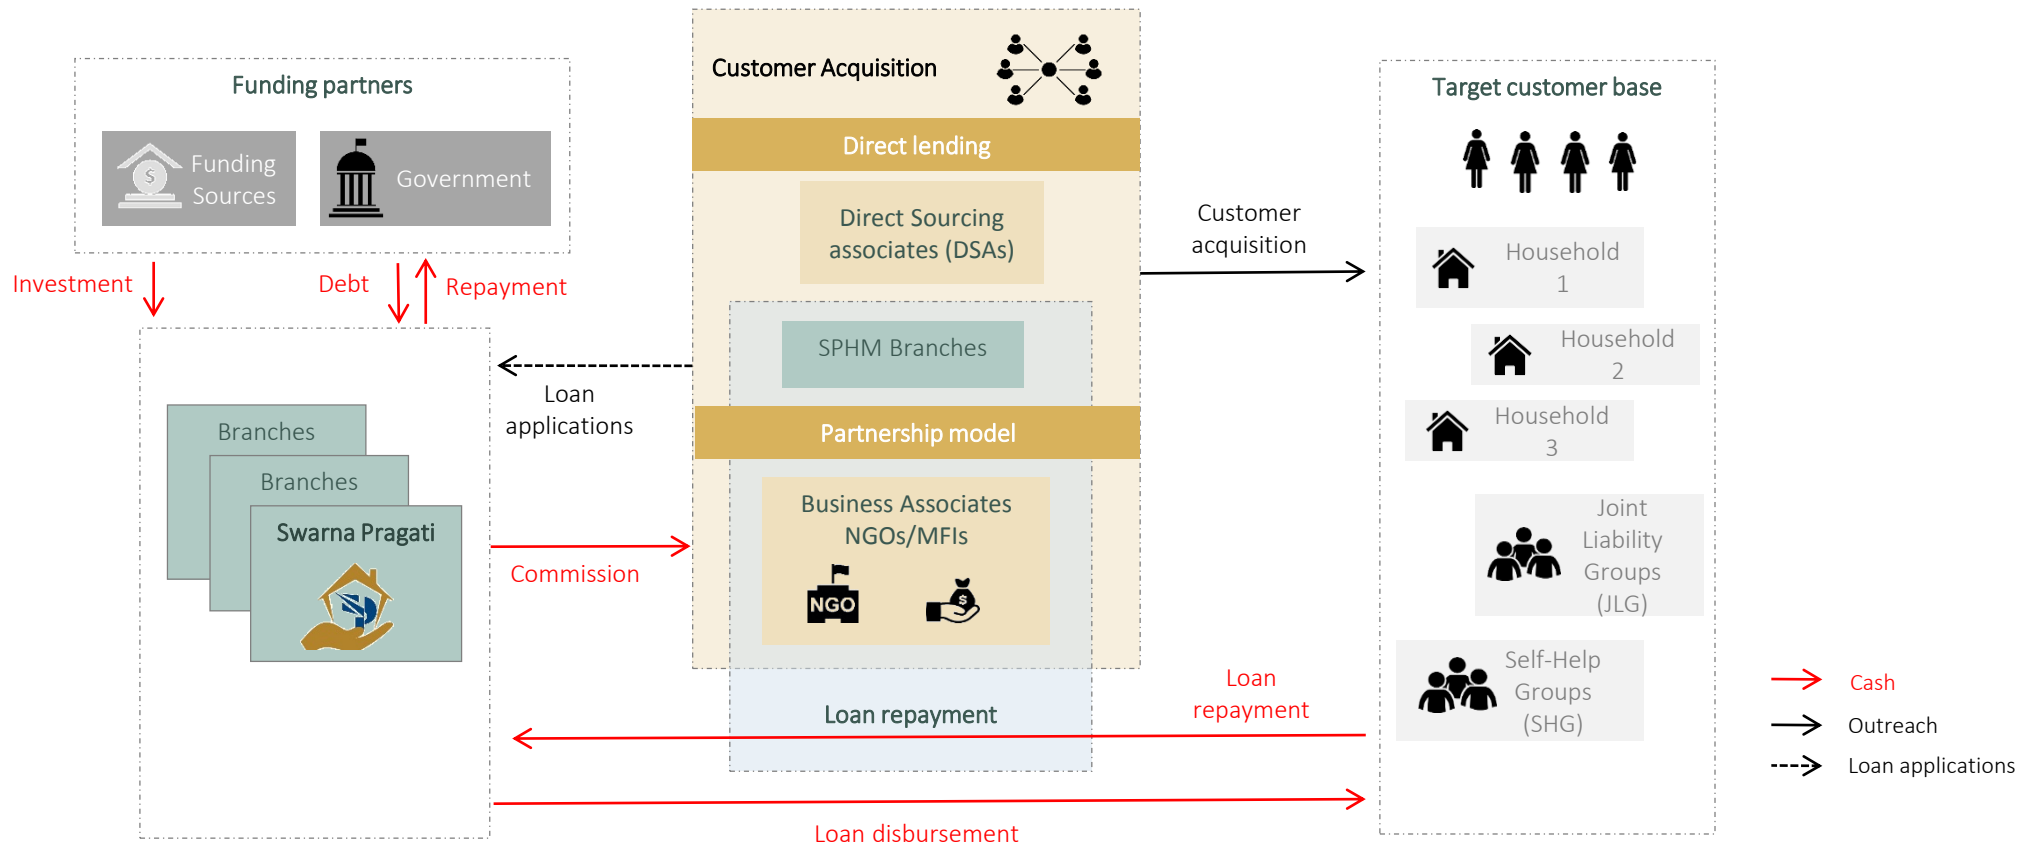 Funding partners
Funding
Sources
$
Government
Investment
Debt
Repayment
Branches
Branches
Swarna Pragati
Loan
applications
Commission
Customer Acquisition
Direct lending
Direct Sourcing
associates (DSAs)
SPHM Branches
Partnership model
Business Associates
NGOs/MFIs
NGO
$
Loan repayment
Customer
acquisition
Loan
repayment
Loan disbursement
Target customer base
Household
1
Household
2
Household
3
Joint
Liability
Groups
(JLG)
Self-Help
Groups
(SHG)
Cash
Outreach
Loan applications